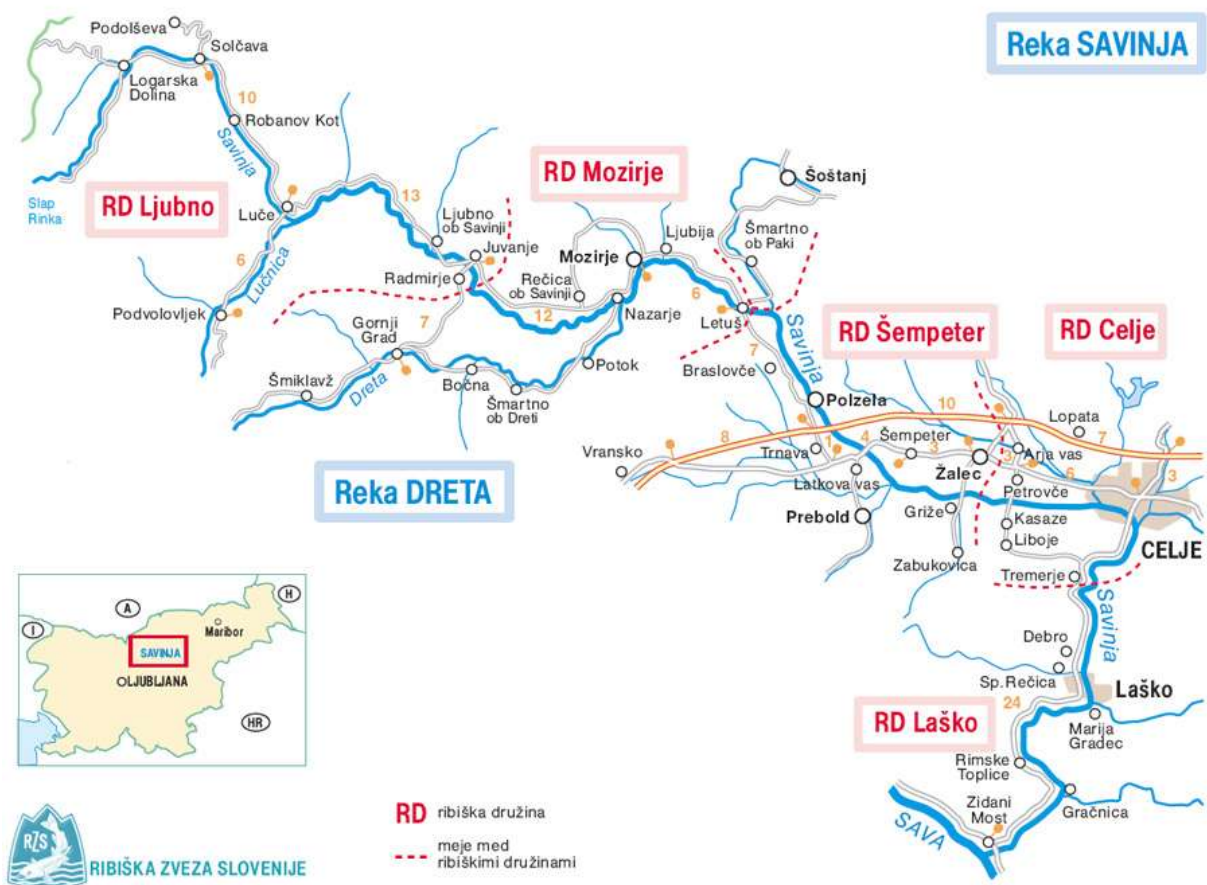 Podolševa
Solčava
Reka SAVINJA
Logarska
Dolina
10
Robanov Kot
Savinja
RD Mozirje
Šoštanj
Slap
Rinka
RD Ljubno
Luče
13
Ljubno
ob Savinji
Juvanje
Ljubija
Šmartno
ob Paki
Mozirje
6
Lučnica
Radmirje
Rečica
ob Savinji
6
Podvolovljek
12
Nazarje
Letuš
Savinja
RD Šempeter
RD Celje
Gornji
Grad
7
7
Braslovče
Potok
Šmiklavž
Dreta
Bočna
Šmartno
ob Dreti
Polzela
10
Lopata
Vransko
8
Trnava
1
4
Šempeter
3
Žalec
3
Arja vas
7
6
3
Reka DRETA
Latkova vas
Petrovče
Prebold
Griže
Kasaze
Liboje
CELJE
Zabukovica
Tremerje
Savinja
H
A
I
Maribor
SAVINJA
LJUBLJANA
HR
Debro
Sp.Rečica
Laško
24
RD Laško
Marija
Gradec
Rimske
Toplice
Zidani
Most
Gračnica
SAVA
RD ribiška družina
meje med
ribiškimi družinami
RZS
RIBIŠKA ZVEZA SLOVENIJE